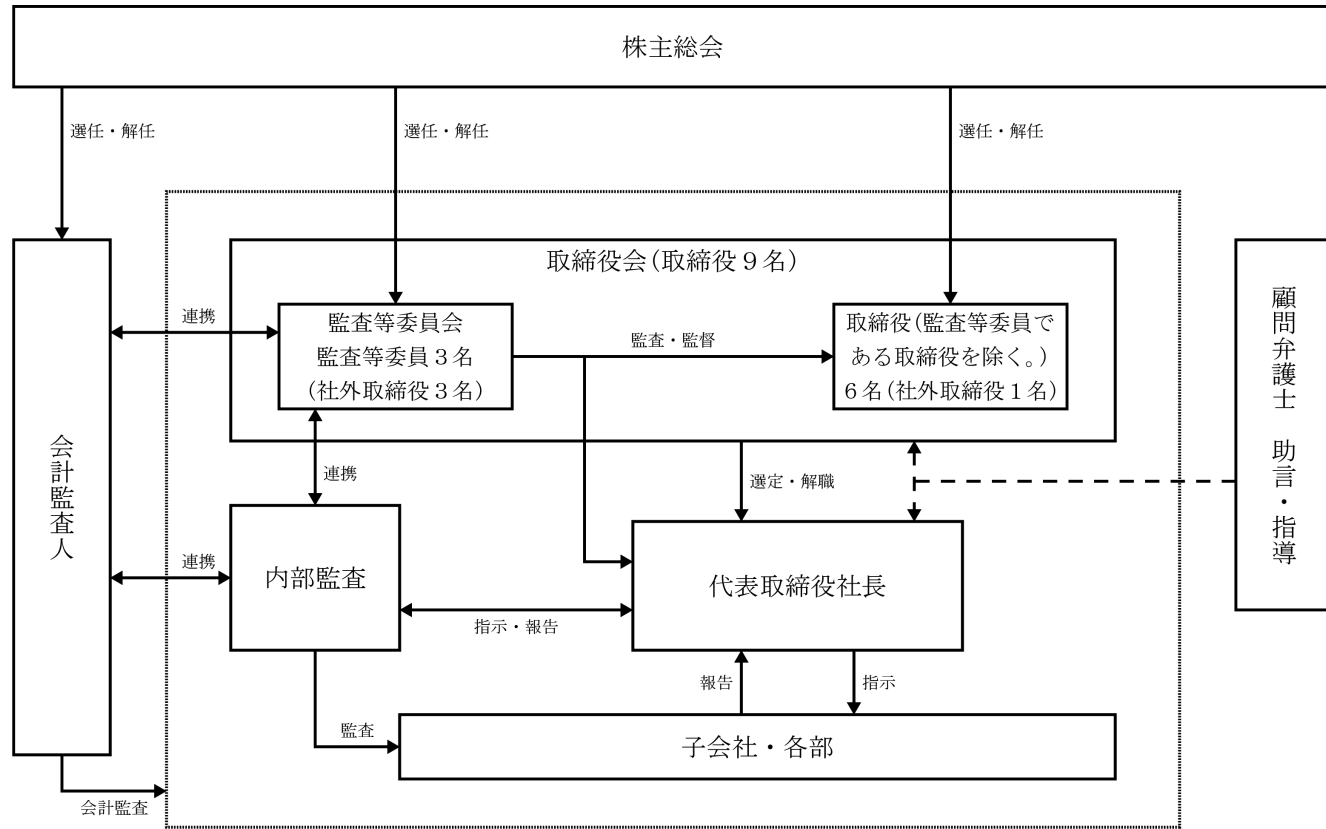 株主総会
選任・解任
選任・解任
選任・解任
取締役会(取締役９名)
連携
監査等委員会
監査等委員３名
(社外取締役３名)
監査・監督
取締役(監査等委員で
ある取締役を除く。)
６名(社外取締役１名)
顧問弁護士　助言・指導
会計監査人
連携
選定・解職
連携
内部監査
代表取締役社長
指示・報告
報告
指示
監査
子会社・各部
会計監査